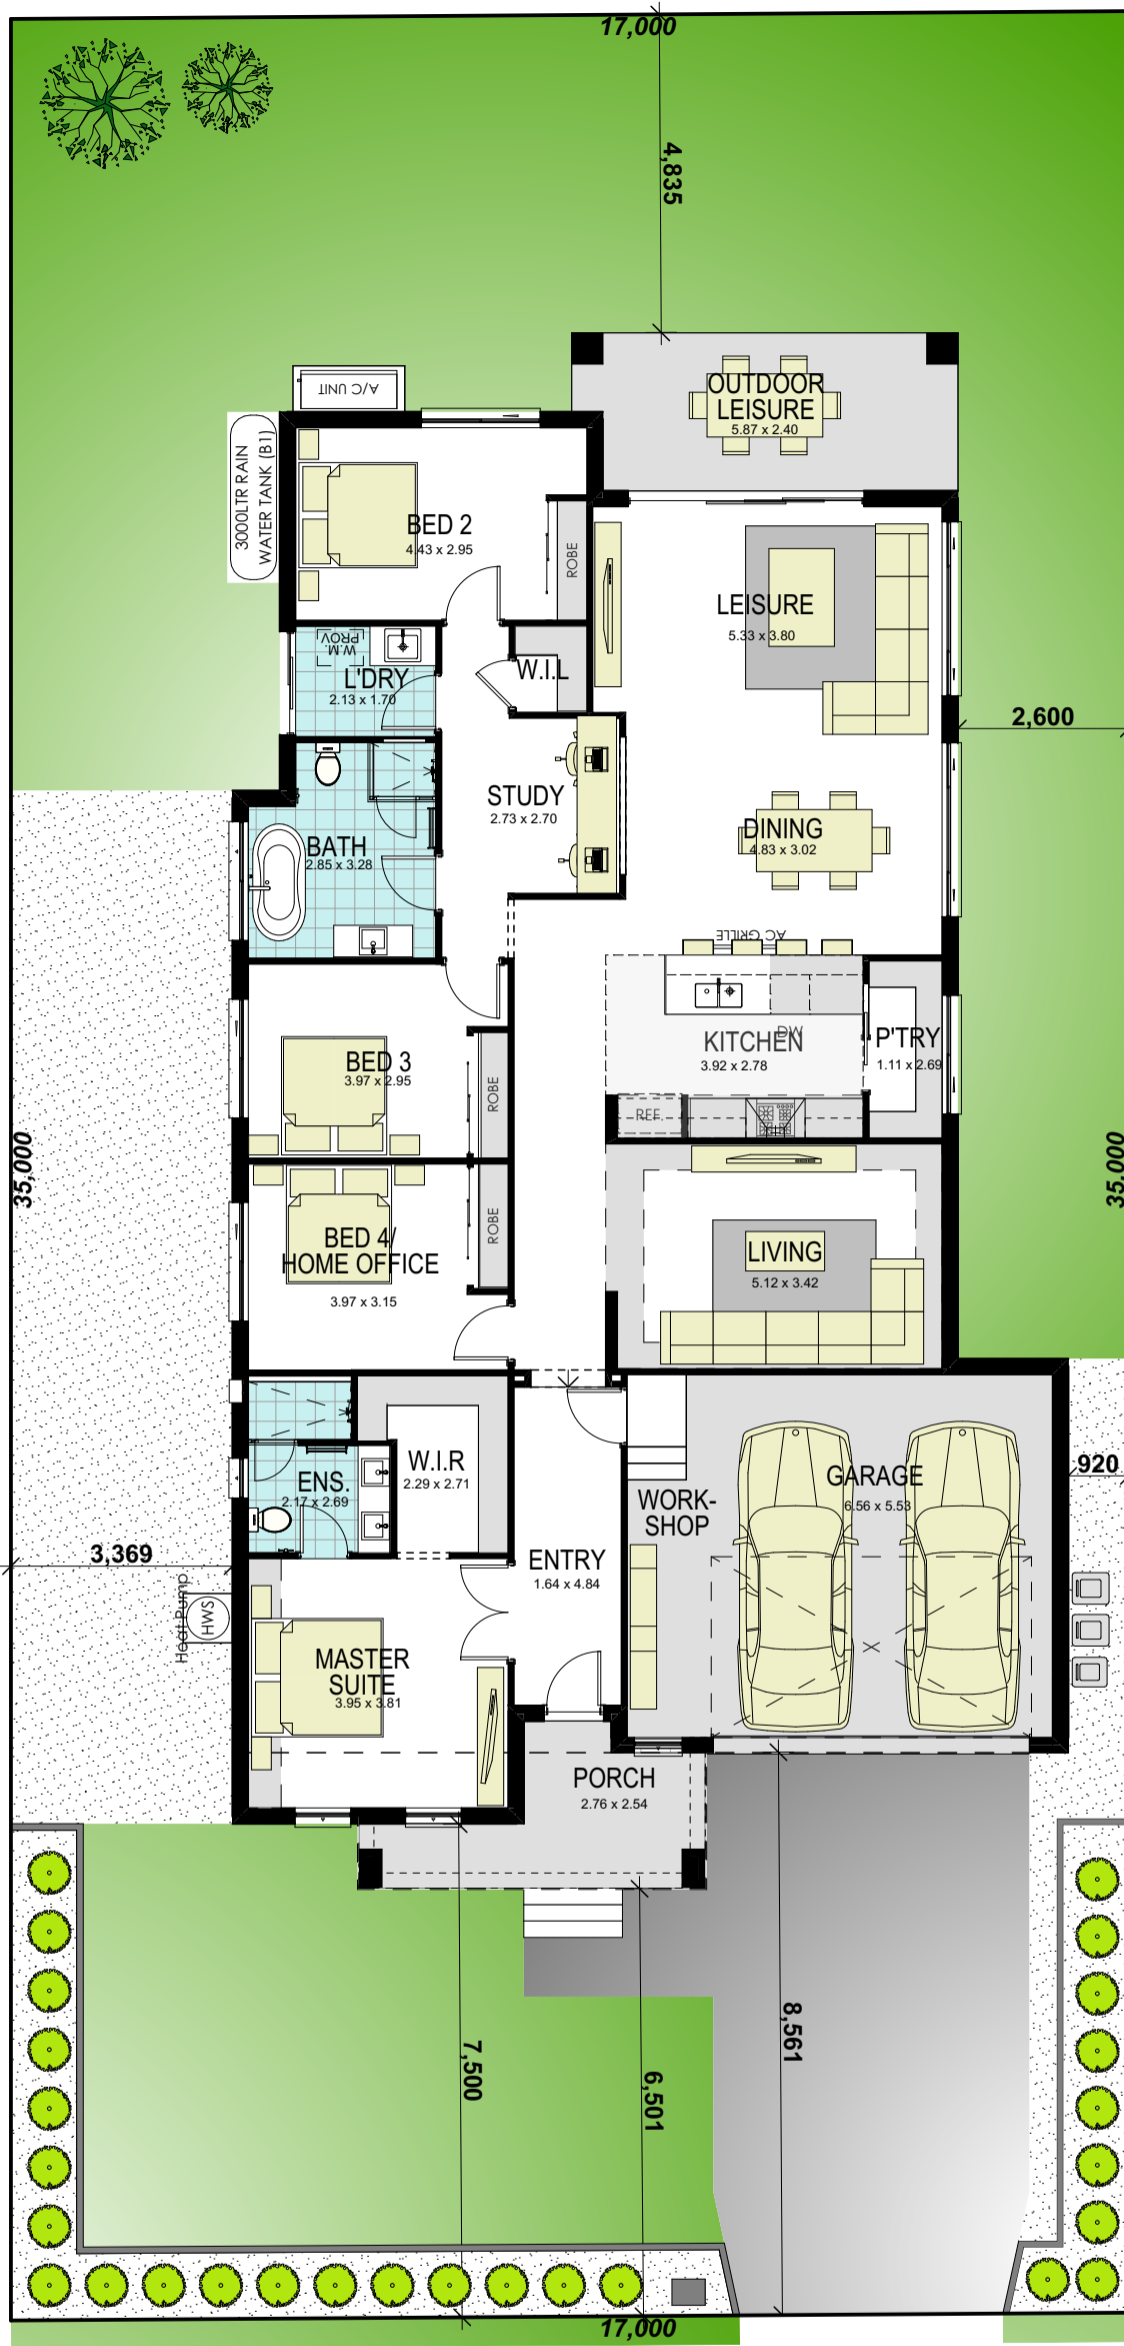 17,000
4,835
OUTDOOR
LEISURE
5.87 x 2.40
A/C UNIT
3000LTR RAIN
WATER TANK (B1)
BED 2
4.43 x 2.95
ROBE
LEISURE
5.33 x 3.80
W.M.
PROV
L'DRY
2.13 x 1.70
W.I.L
2,600
STUDY
2.73 x 2.70
BATH
2.85 x 3.28
DINING
4.83 x 3.02
AC GRILLE
DW
KITCHEN
3.92 x 2.78
P'TRY
1.11 x 2.69
BED 3
3.97 x 2.95
ROBE
REF.
35,000
35,000
BED 4/
HOME OFFICE
3.97 x 3.15
ROBE
LIVING
5.12 x 3.42
W.I.R
2.29 x 2.71
ENS.
2.17 x 2.69
GARAGE
6.56 x 5.53
920
WORK-
SHOP
3,369
ENTRY
1.64 x 4.84
Heat Pump
HWS
MASTER
SUITE
3.95 x 3.81
X
PORCH
2.76 x 2.54
7,500
6,501
8,561
17,000